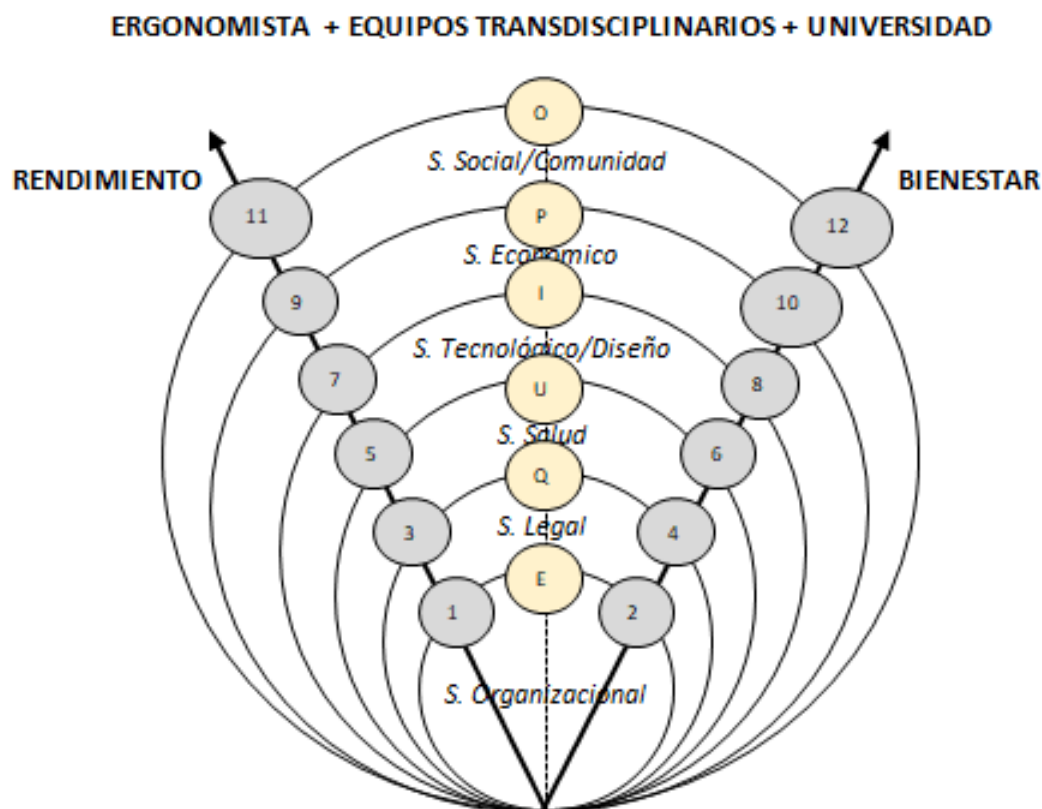 ERGONOMISTA + EQUIPOS TRANSDISCIPLINARIOS + UNIVERSIDAD
O
S. Social/Comunidad
RENDIMIENTO
BIENESTAR
11
P
12
S. Económico
9
I
10
S. Tecnológico/Diseño
7
U
8
S. Salud
5
Q
6
S. Legal
3
E
4
1
2
S. Organizacional